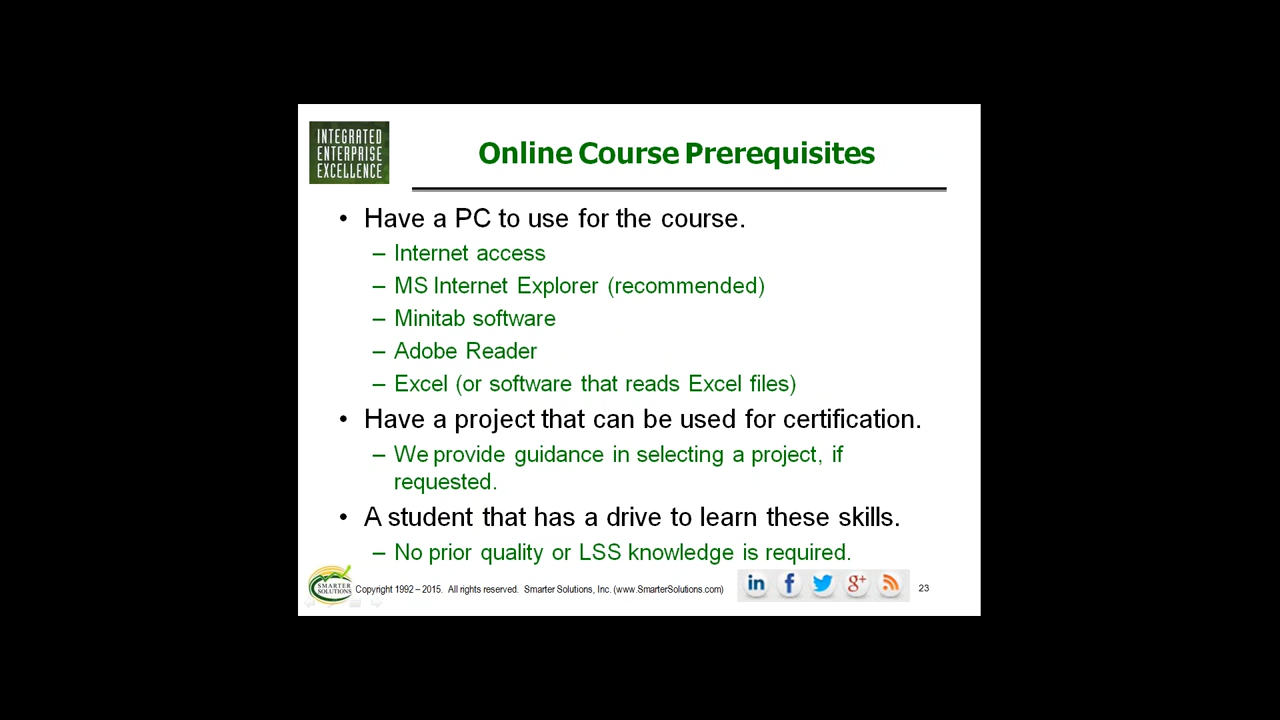 INTEGRATED
ENTERPRISE
EXCELLENCE
Online Course Prerequisites
• Have a PC to use for the course.
– Internet access
– MS Internet Explorer (recommended)
– Minitab software
– Adobe Reader
– Excel (or software that reads Excel files)
• Have a project that can be used for certification.
– We provide guidance in selecting a project, if
requested.
• A student that has a drive to learn these skills.
– No prior quality or LSS knowledge is required.
SMARTER
SOLUTIONS
Copyright 1992 – 2015. All rights reserved. Smarter Solutions, Inc. (www.SmarterSolutions.com)
in f g+
23